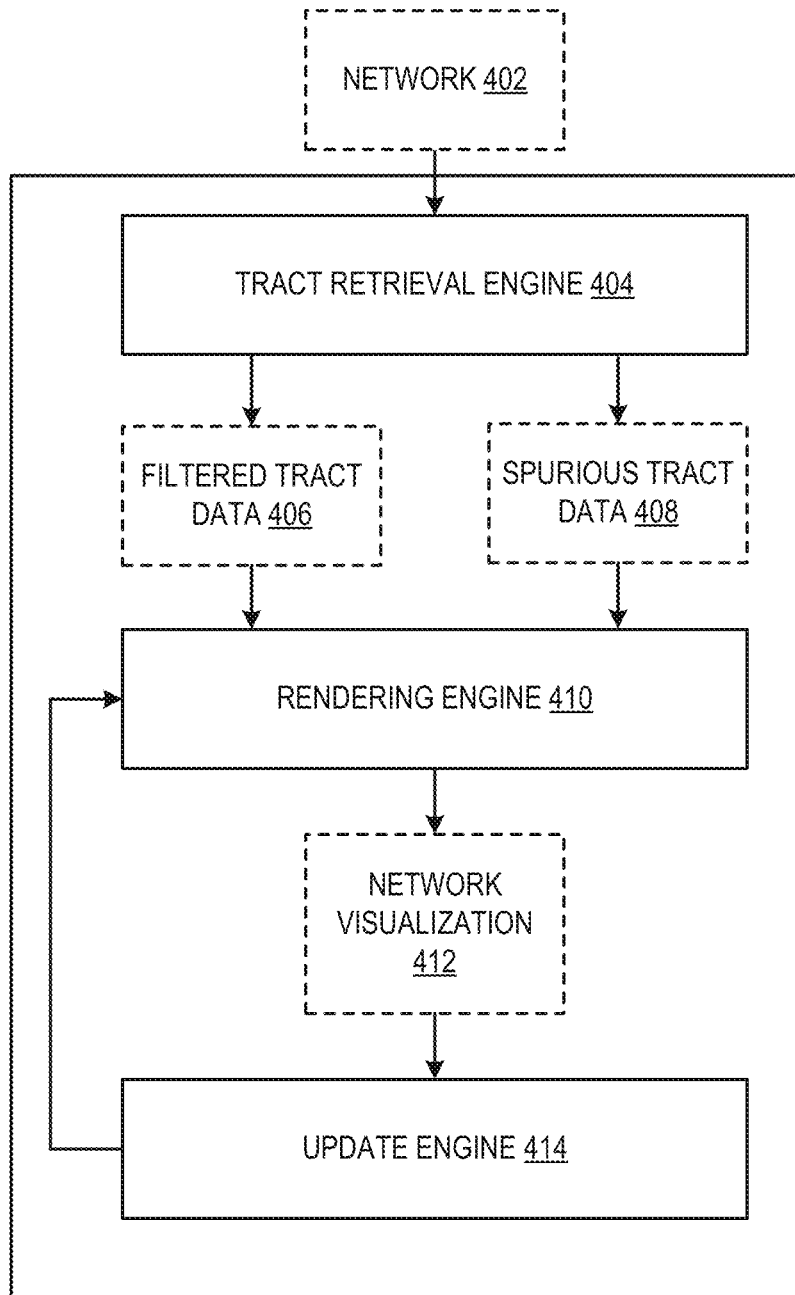 NETWORK 402
TRACT RETRIEVAL ENGINE 404
FILTERED TRACT
DATA 406
SPURIOUS TRACT
DATA 408
RENDERING ENGINE 410
NETWORK
VISUALIZATION
412
UPDATE ENGINE 414